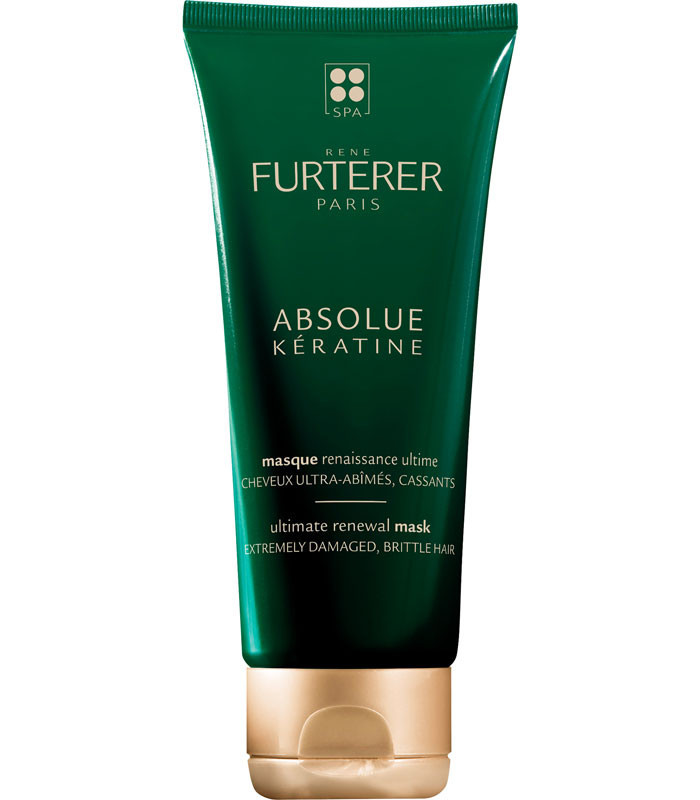 SPA
RENE
FURTERER
PARIS
ABSOLUE
KÉRATINE
masque renaissance ultime
CHEVEUX ULTRA-ABÎMÉS, CASSANTS
ultimate renewal mask
EXTREMELY DAMAGED, BRITTLE HAIR